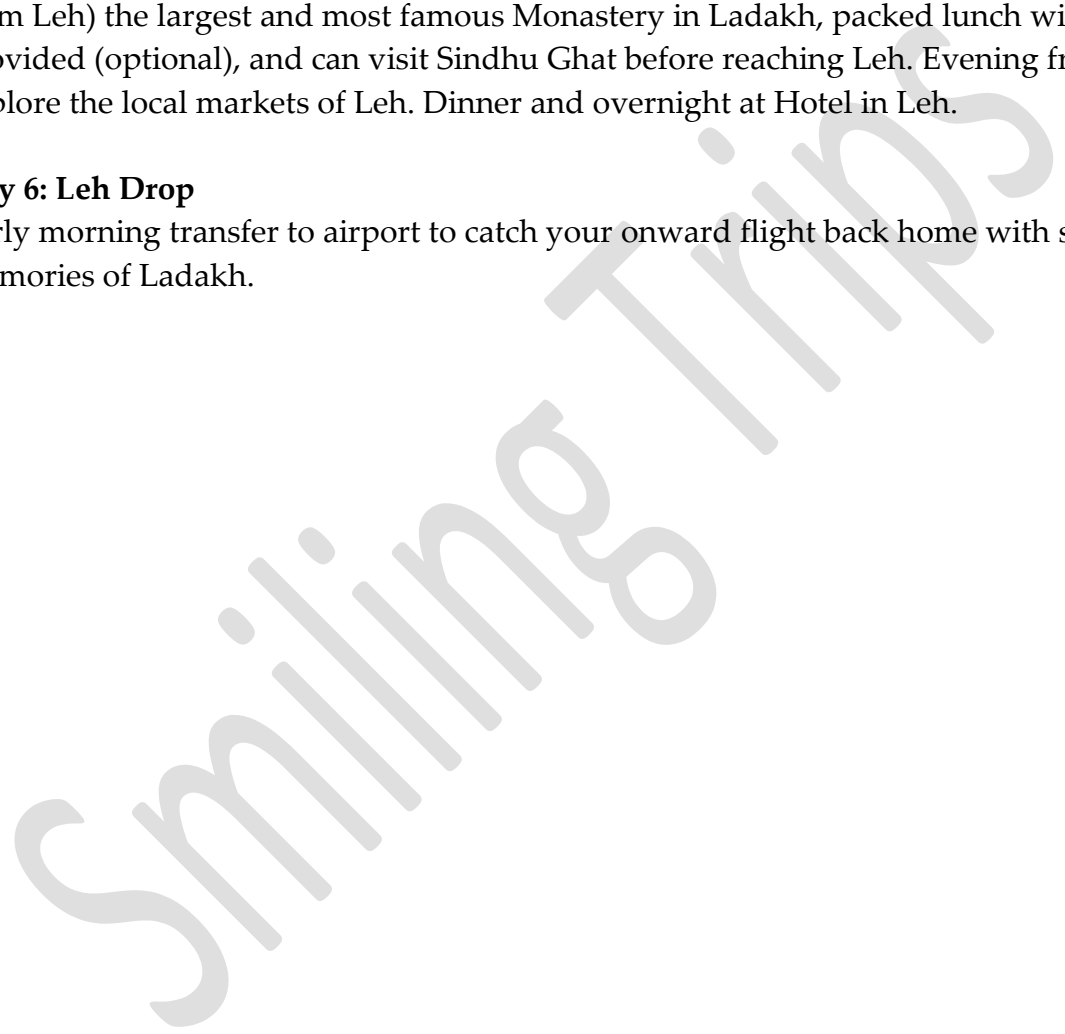 m Leh) the largest and most famous Monastery in Ladakh, packed lunch wi
ovided (optional), and can visit Sindhu Ghat before reaching Leh. Evening fr
plore the local markets of Leh. Dinner and overnight at Hotel in Leh.
y 6: Leh Drop
rly morning transfer to airport to catch your onward flight back home with s
mories of Ladakh.
Smiling Trips